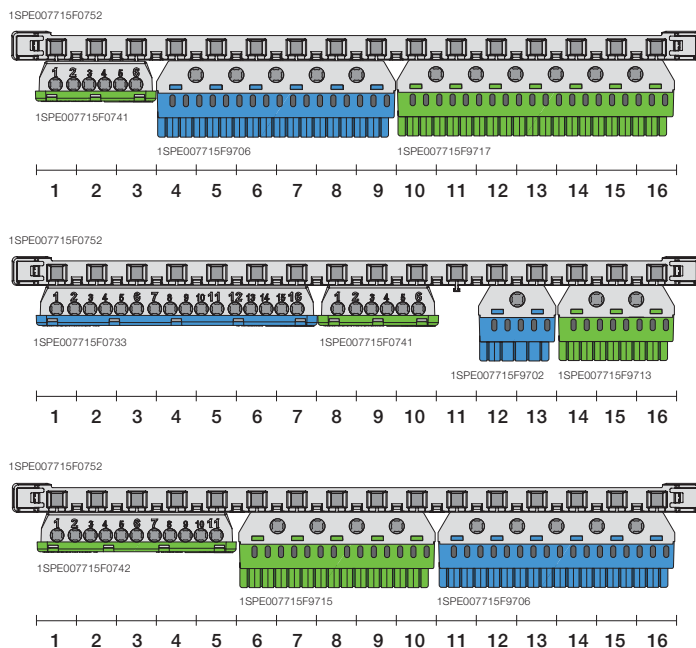 1SPE007715F0752
1 2 3 4 5 6
1SPE007715F0741
1SPE007715F9706
1SPE007715F9717
1 2 3 4 5 6 7 8 9 10 11 12 13 14 15 16
1SPE007715F0752
1 2 3 4 5 6 7 8 9 10 11 12 13 14 15 16 1 2 3 4 5 6
1SPE007715F0733
1SPE007715F0741
1SPE007715F9702
1SPE007715F9713
1 2 3 4 5 6 7 8 9 10 11 12 13 14 15 16
1SPE007715F0752
1 2 3 4 5 6 7 8 9 10 11
1SPE007715F0742
1SPE007715F9715
1SPE007715F9706
1 2 3 4 5 6 7 8 9 10 11 12 13 14 15 16